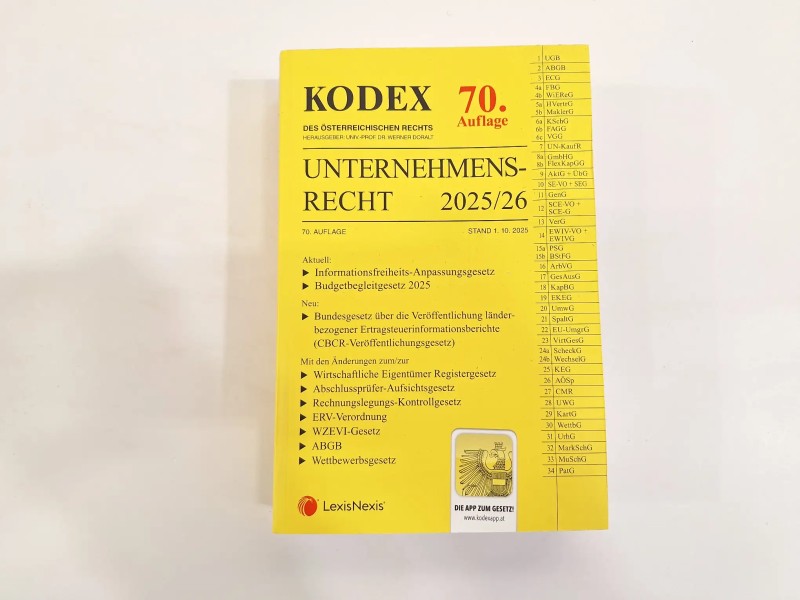 KODEX
DES ÖSTERREICHISCHEN RECHTS
HERAUSGEBER: UNIV.-PROF. DR. WERNER DORALT
70.
Auflage
UNTERNEHMENS-
RECHT 2025/26
70. AUFLAGE STAND 1. 10. 2025
Aktuell:
▶ Informationsfreiheits-Anpassungsgesetz
▶ Budgetbegleitgesetz 2025
Neu:
▶ Bundesgesetz über die Veröffentlichung länder-
bezogener Ertragsteuerinformationsberichte
(CBCR-Veröffentlichungsgesetz)
Mit den Änderungen zum/zur
▶ Wirtschaftliche Eigentümer Registergesetz
▶ Abschlussprüfer-Aufsichtsgesetz
▶ Rechnungslegungs-Kontrollgesetz
▶ ERV-Verordnung
▶ WZEVI-Gesetz
▶ ABGB
▶ Wettbewerbsgesetz
LexisNexis®
DIE APP ZUM GESETZ!
www.kodexapp.at
1 UGB
2 ABGB
3 ECG
4a FBG
4b WiEReG
5a HVertrG
5b MaklerG
6a KSchG
6b FAGG
6c VGG
7 UN-KaufR
8a GmbHG
8b FlexKapGG
9 AktG + ÜbG
10 SE-VO + SEG
11 GenG
12 SCE-VO +
SCE-G
13 VerG
14 EWIV-VO +
EWIVG
15a PSG
15b BStFG
16 ArbVG
17 GesAusG
18 KapBG
19 EKEG
20 UmwG
21 SpaltG
22 EU-UmgrG
23 VirtGesG
24a ScheckG
24b WechselG
25 KEG
26 AÖSp
27 CMR
28 UWG
29 KartG
30 WettbG
31 UrhG
32 MarkSchG
33 MuSchG
34 PatG